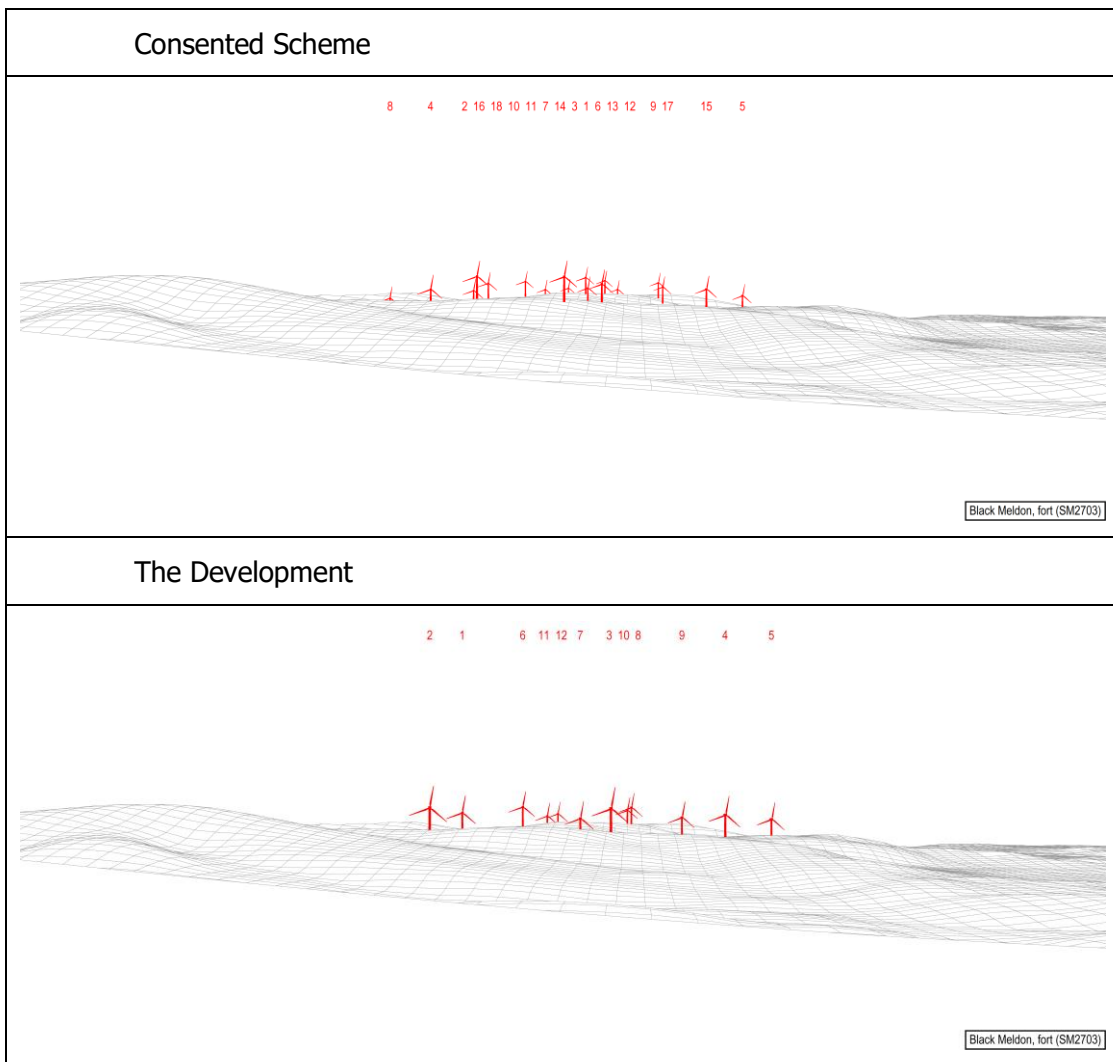 Consented Scheme
8 4 2 16 18 10 11 7 14 3 1 6 13 12 9 17 15 5
Black Meldon, fort (SM2703)
The Development
2 1 6 11 12 7 3 10 8 9 4 5
Black Meldon, fort (SM2703)